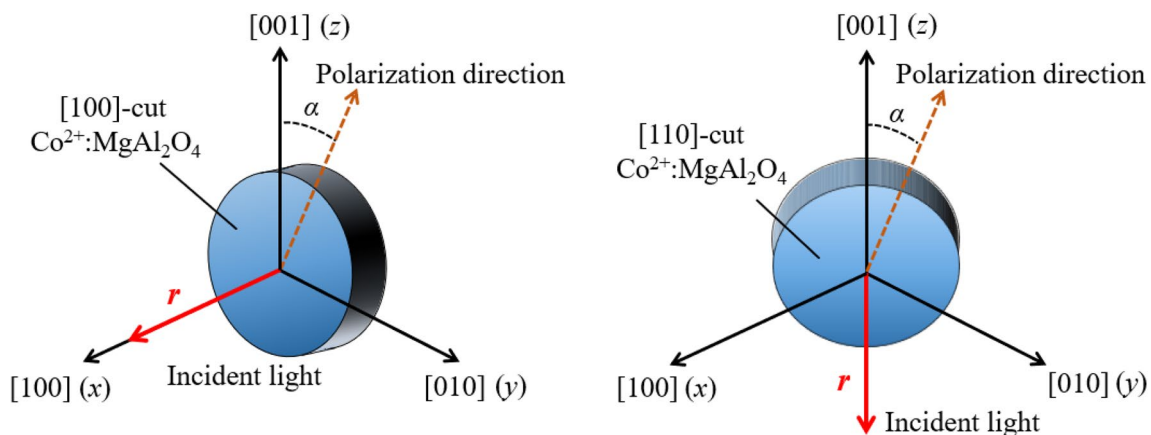 [001] (z)
Polarization direction
α
[100]-cut
Co²⁺:MgAl₂O₄
r
[100] (x)
Incident light
[010] (y)
[001] (z)
Polarization direction
α
[110]-cut
Co²⁺:MgAl₂O₄
[100] (x)
r
[010] (y)
Incident light